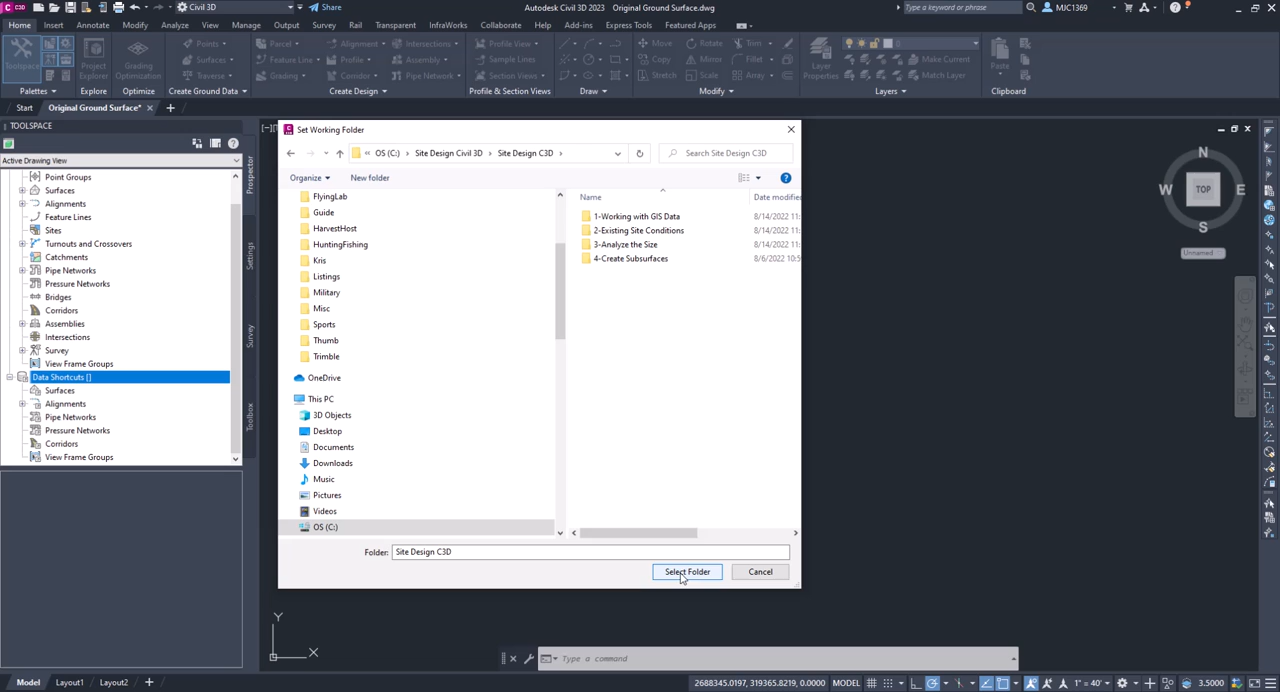 C3D
Civil 3D
Share
Autodesk Civil 3D 2023 Original Ground Surface.dwg
Type a keyword or phrase
MJC1369
Home Insert Annotate Modify Analyze View Manage Output Survey Rail Transparent InfraWorks Collaborate Help Add-ins Express Tools Featured Apps
Toolspace
Project Explorer
Grading Optimization
Points
Surfaces
Traverse
Parcel
Feature Line
Grading
Alignment
Profile
Corridor
Intersections
Assembly
Pipe Network
Profile View
Sample Lines
Section Views
Move
Copy
Stretch
Rotate
Mirror
Scale
Trim
Fillet
Array
Layer Properties
0
Make Current
Match Layer
Paste
Palettes Explore Optimize Create Ground Data Create Design Profile & Section Views Draw Modify Layers Clipboard
Start Original Ground Surface*
TOOLSPACE
Active Drawing View
Point Groups
Surfaces
Alignments
Feature Lines
Sites
Turnouts and Crossovers
Catchments
Pipe Networks
Pressure Networks
Bridges
Corridors
Assemblies
Intersections
Survey
View Frame Groups
Data Shortcuts []
Surfaces
Alignments
Pipe Networks
Pressure Networks
Corridors
View Frame Groups
Prospector
Settings
Survey
Toolbox
Set Working Folder
OS (C:) › Site Design Civil 3D › Site Design C3D ›
Search Site Design C3D
Organize New folder
FlyingLab
Guide
HarvestHost
HuntingFishing
Kris
Listings
Military
Misc
Sports
Thumb
Trimble
OneDrive
This PC
3D Objects
Desktop
Documents
Downloads
Music
Pictures
Videos
OS (C:)
Name Date modified
1-Working with GIS Data 8/14/2022 11:
2-Existing Site Conditions 8/14/2022 11:
3-Analyze the Size 8/14/2022 11:
4-Create Subsurfaces 8/6/2022 10:5
Folder: Site Design C3D
Select Folder Cancel
N
W TOP E
S
Unnamed
Y
X
Type a command
Model Layout1 Layout2
2688345.0197, 319365.8219, 0.0000 MODEL
1" = 40'
3.5000